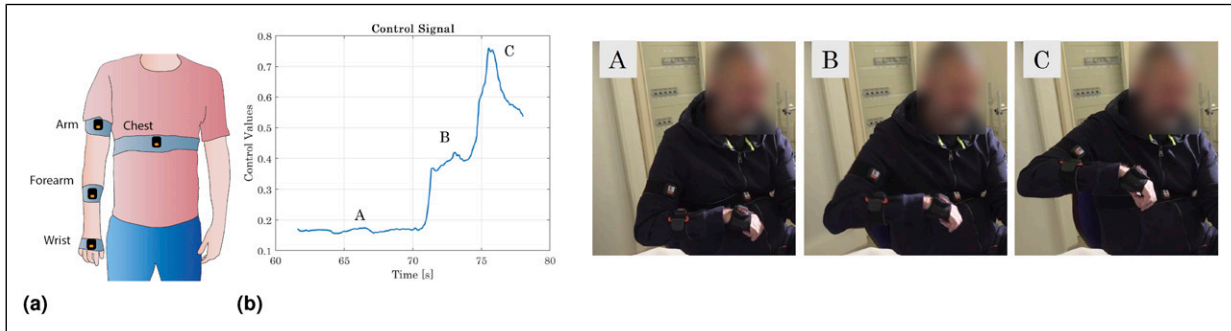 Arm
Chest
Forearm
Wrist
(a)
Control Signal
Control Values
0.8
0.7
0.6
0.5
0.4
0.3
0.2
0.1
A
B
C
60
65
70
75
80
Time [s]
(b)
A
B
C